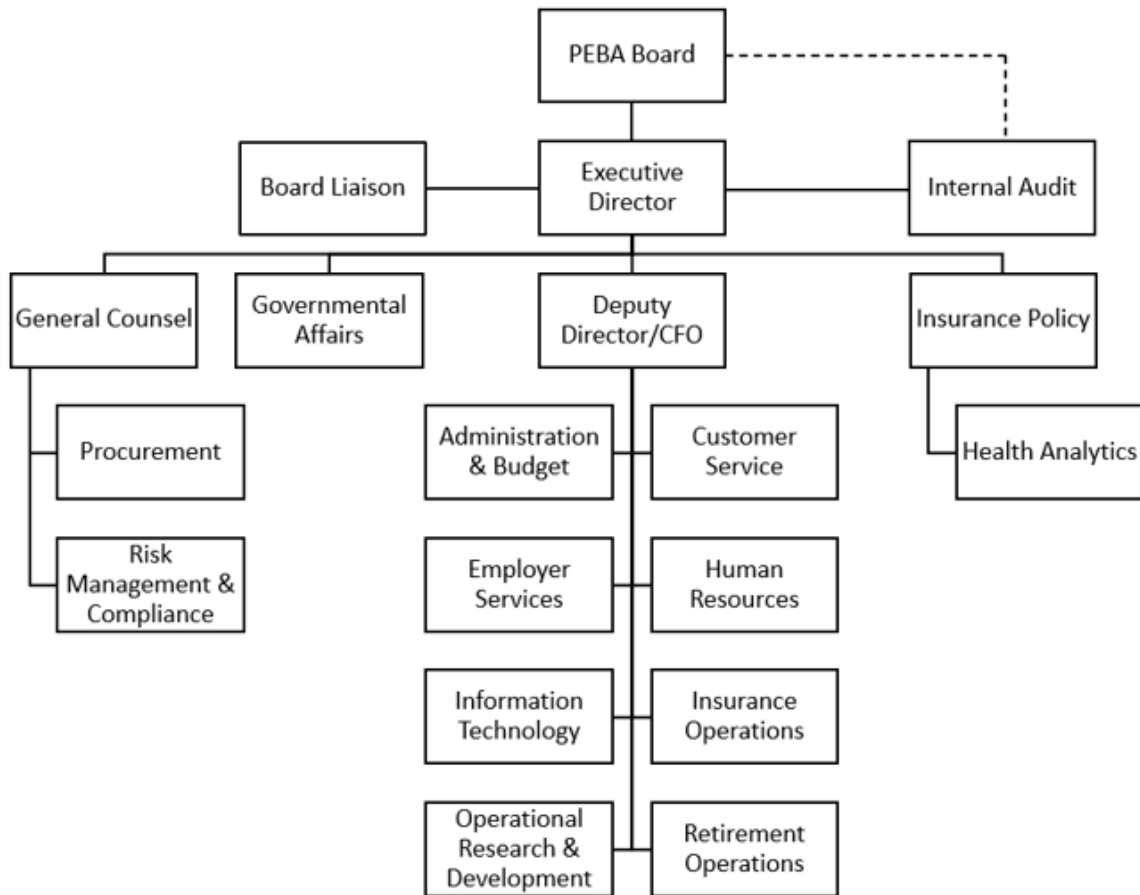 PEBA Board
Board Liaison
Executive
Director
Internal Audit
General Counsel
Governmental
Affairs
Deputy
Director/CFO
Insurance Policy
Procurement
Administration
& Budget
Customer
Service
Health Analytics
Risk
Management &
Compliance
Employer
Services
Human
Resources
Information
Technology
Insurance
Operations
Operational
Research &
Development
Retirement
Operations